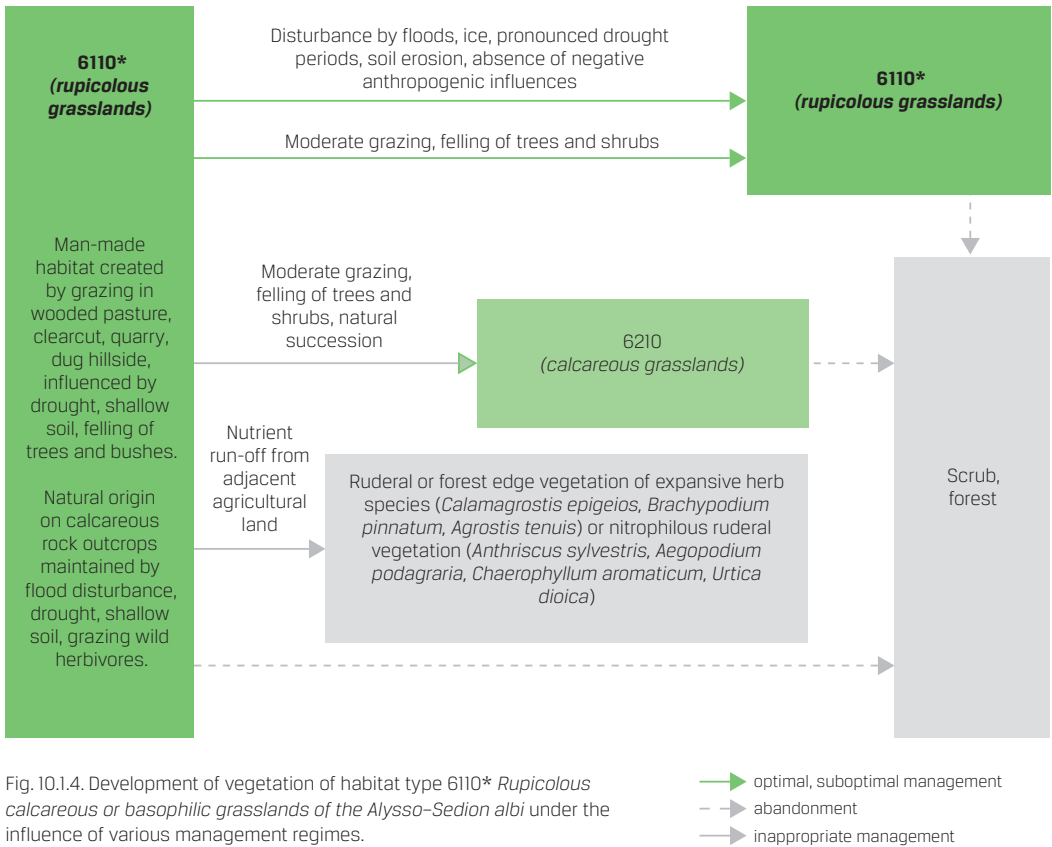 6110*
(rupicolous
grasslands)
Man-made
habitat created
by grazing in
wooded pasture,
clearcut, quarry,
dug hillside,
influenced by
drought, shallow
soil, felling of
trees and bushes.
Natural origin
on calcareous
rock outcrops
maintained by
flood disturbance,
drought, shallow
soil, grazing wild
herbivores.
Disturbance by floods, ice, pronounced drought
periods, soil erosion, absence of negative
anthropogenic influences
Moderate grazing, felling of trees and shrubs
6110*
(rupicolous grasslands)
Moderate grazing,
felling of trees and
shrubs, natural
succession
6210
(calcareous grasslands)
Nutrient
run-off from
adjacent
agricultural
land
Ruderal or forest edge vegetation of expansive herb
species (Calamagrostis epigeios, Brachypodium
pinnatum, Agrostis tenuis) or nitrophilous ruderal
vegetation (Anthriscus sylvestris, Aegopodium
podagraria, Chaerophyllum aromaticum, Urtica
dioica)
Scrub,
forest
Fig. 10.1.4. Development of vegetation of habitat type 6110* Rupicolous
calcareous or basophilic grasslands of the Alysso–Sedion albi under the
influence of various management regimes.
optimal, suboptimal management
abandonment
inappropriate management